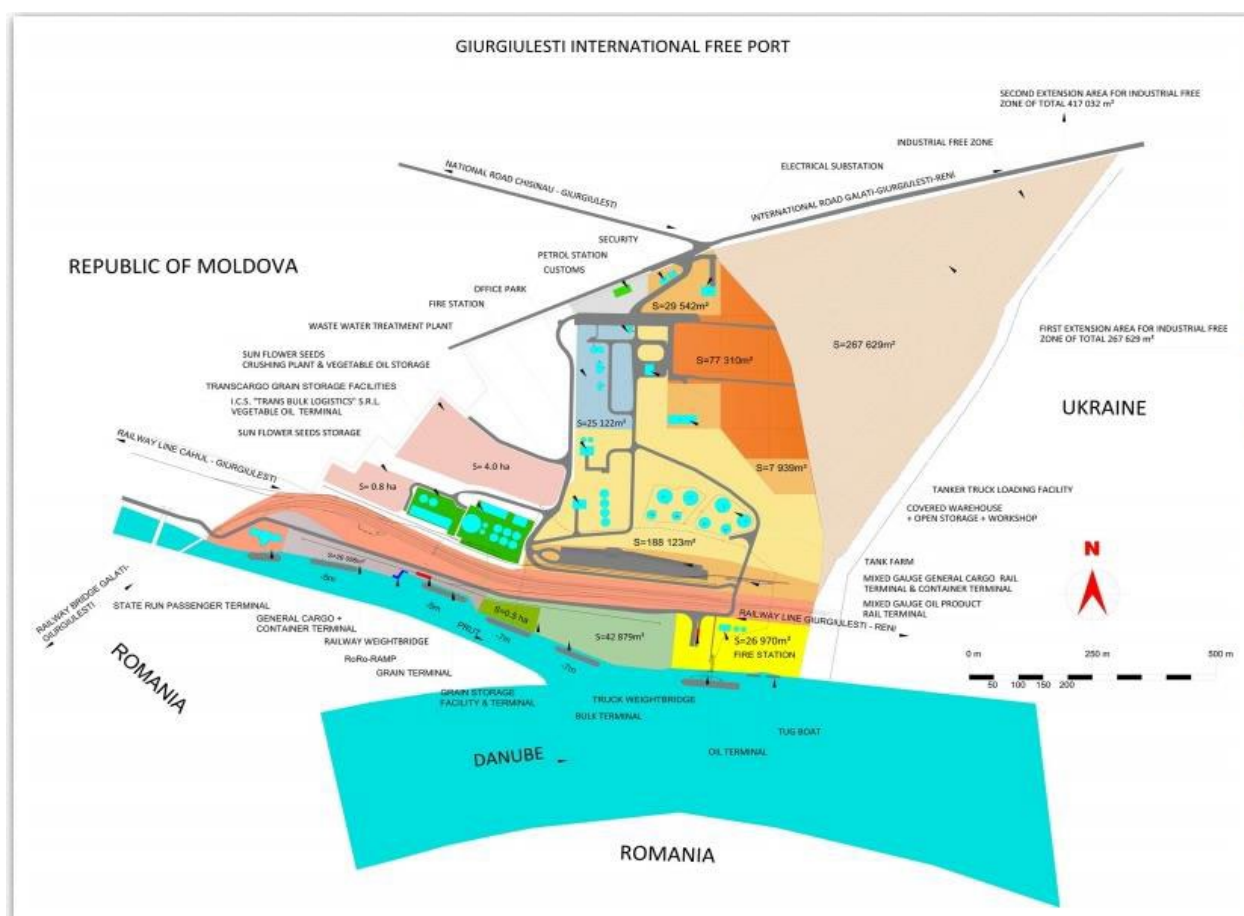 GIURGIULESTI INTERNATIONAL FREE PORT
SECOND EXTENSION AREA FOR INDUSTRIAL FREE
ZONE OF TOTAL 417 032 m²
INDUSTRIAL FREE ZONE
ELECTRICAL SUBSTATION
NATIONAL ROAD CHISINAU - GIURGIULESTI
INTERNATIONAL ROAD GALATI-GIURGIULESTI-RENI
SECURITY
PETROL STATION
CUSTOMS
REPUBLIC OF MOLDOVA
OFFICE PARK
FIRE STATION
WASTE WATER TREATMENT PLANT
S=29 542m²
S=267 629m²
FIRST EXTENSION AREA FOR INDUSTRIAL FREE
ZONE OF TOTAL 267 629 m²
SUN FLOWER SEEDS
CRUSHING PLANT & VEGETABLE OIL STORAGE
S=77 310m²
TRANSCARGO GRAIN STORAGE FACILITIES
I.C.S. "TRANS BULK LOGISTICS" S.R.L.
VEGETABLE OIL TERMINAL
UKRAINE
SUN FLOWER SEEDS STORAGE
S=25 122m²
RAILWAY LINE CAHUL - GIURGIULESTI
S= 4.0 ha
S=7 939m²
S= 0.8 ha
TANKER TRUCK LOADING FACILITY
COVERED WAREHOUSE
+ OPEN STORAGE + WORKSHOP
S=188 123m²
N
TANK FARM
MIXED GAUGE GENERAL CARGO RAIL
TERMINAL & CONTAINER TERMINAL
MIXED GAUGE OIL PRODUCT
RAIL TERMINAL
-5m
-5m
RAILWAY BRIDGE GALATI-
GIURGIULESTI
STATE RUN PASSENGER TERMINAL
GENERAL CARGO +
CONTAINER TERMINAL
RAILWAY WEIGHTBRIDGE
RoRo-RAMP
GRAIN TERMINAL
PRUT
S=0.5 ha
-7m
S=42 879m²
-7m
RAILWAY LINE GIURGIULESTI - RENI
S=26 970m²
FIRE STATION
0 m
250 m
500 m
50 100 150 200
ROMANIA
GRAIN STORAGE
FACILITY & TERMINAL
TRUCK WEIGHTBRIDGE
BULK TERMINAL
TUG BOAT
OIL TERMINAL
DANUBE
ROMANIA